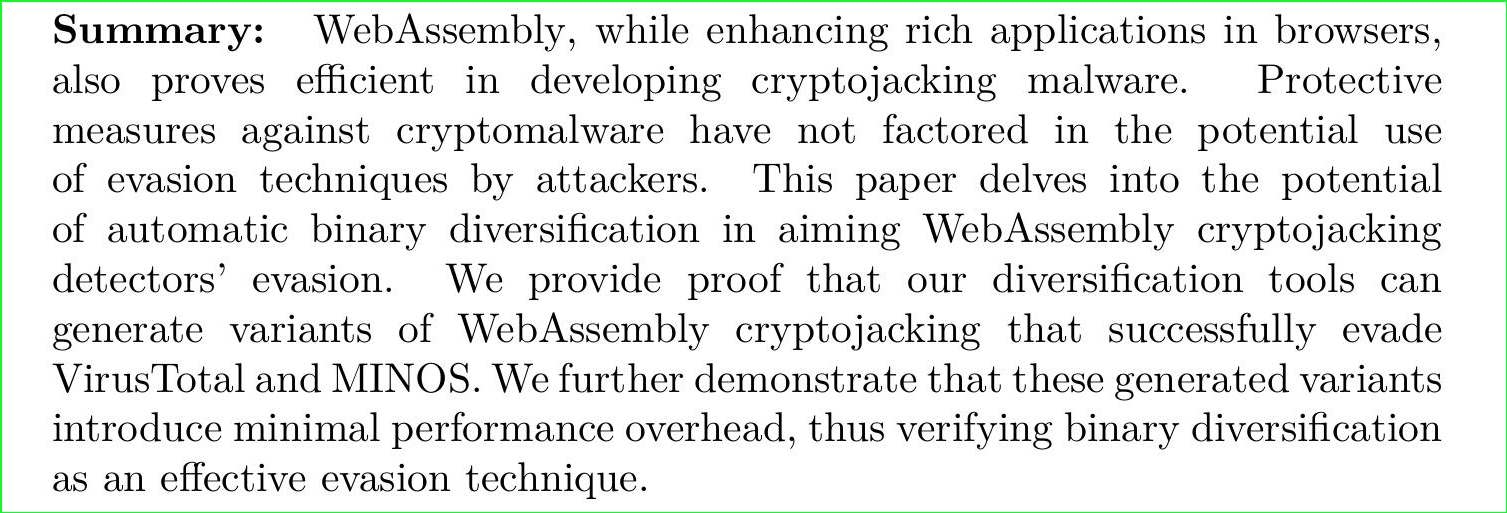 Summary: WebAssembly, while enhancing rich applications in browsers,
also proves efficient in developing cryptojacking malware. Protective
measures against cryptomalware have not factored in the potential use
of evasion techniques by attackers. This paper delves into the potential
of automatic binary diversification in aiming WebAssembly cryptojacking
detectors' evasion. We provide proof that our diversification tools can
generate variants of WebAssembly cryptojacking that successfully evade
VirusTotal and MINOS. We further demonstrate that these generated variants
introduce minimal performance overhead, thus verifying binary diversification
as an effective evasion technique.